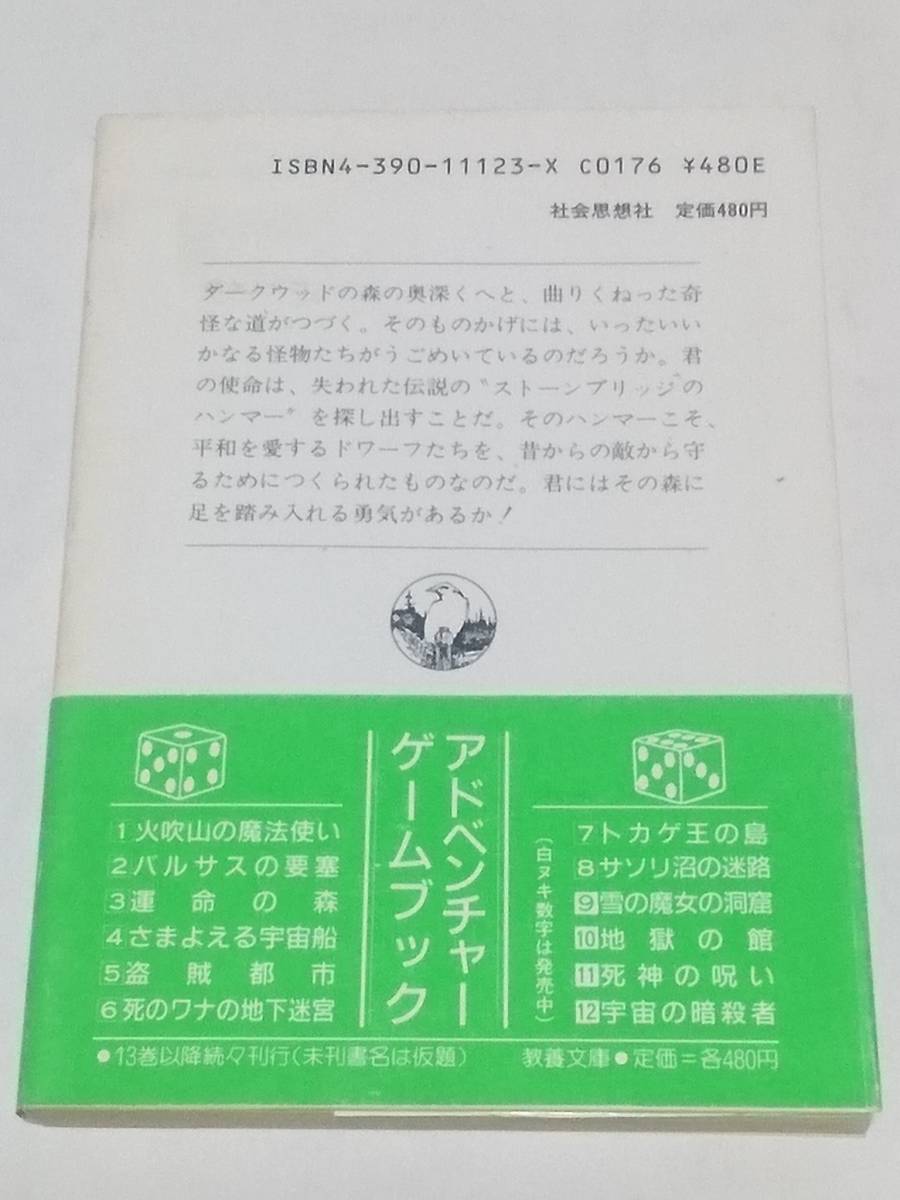 ISBN4-390-11123-X C0176 ¥480E
社会思想社 定価480円
ダークウッドの森の奥深くへと、曲りくねった奇
怪な道がつづく。そのものかげには、いったいい
かなる怪物たちがうごめいているのだろうか。君
の使命は、失われた伝説の〝ストーンブリッジの
ハンマー〟を探し出すことだ。そのハンマーこそ、
平和を愛するドワーフたちを、昔からの敵から守
るためにつくられたものなのだ。君にはその森に
足を踏み入れる勇気があるか！
アドベンチャー
ゲームブック
1火吹山の魔法使い
2バルサスの要塞
3運命の森
4さまよえる宇宙船
5盗賊都市
6死のワナの地下迷宮
7トカゲ王の島
8サソリ沼の迷路
9雪の魔女の洞窟
10地獄の館
11死神の呪い
12宇宙の暗殺者
(白ヌキ数字は発売中)
●13巻以降続々刊行(未刊書名は仮題) 教養文庫●定価=各480円